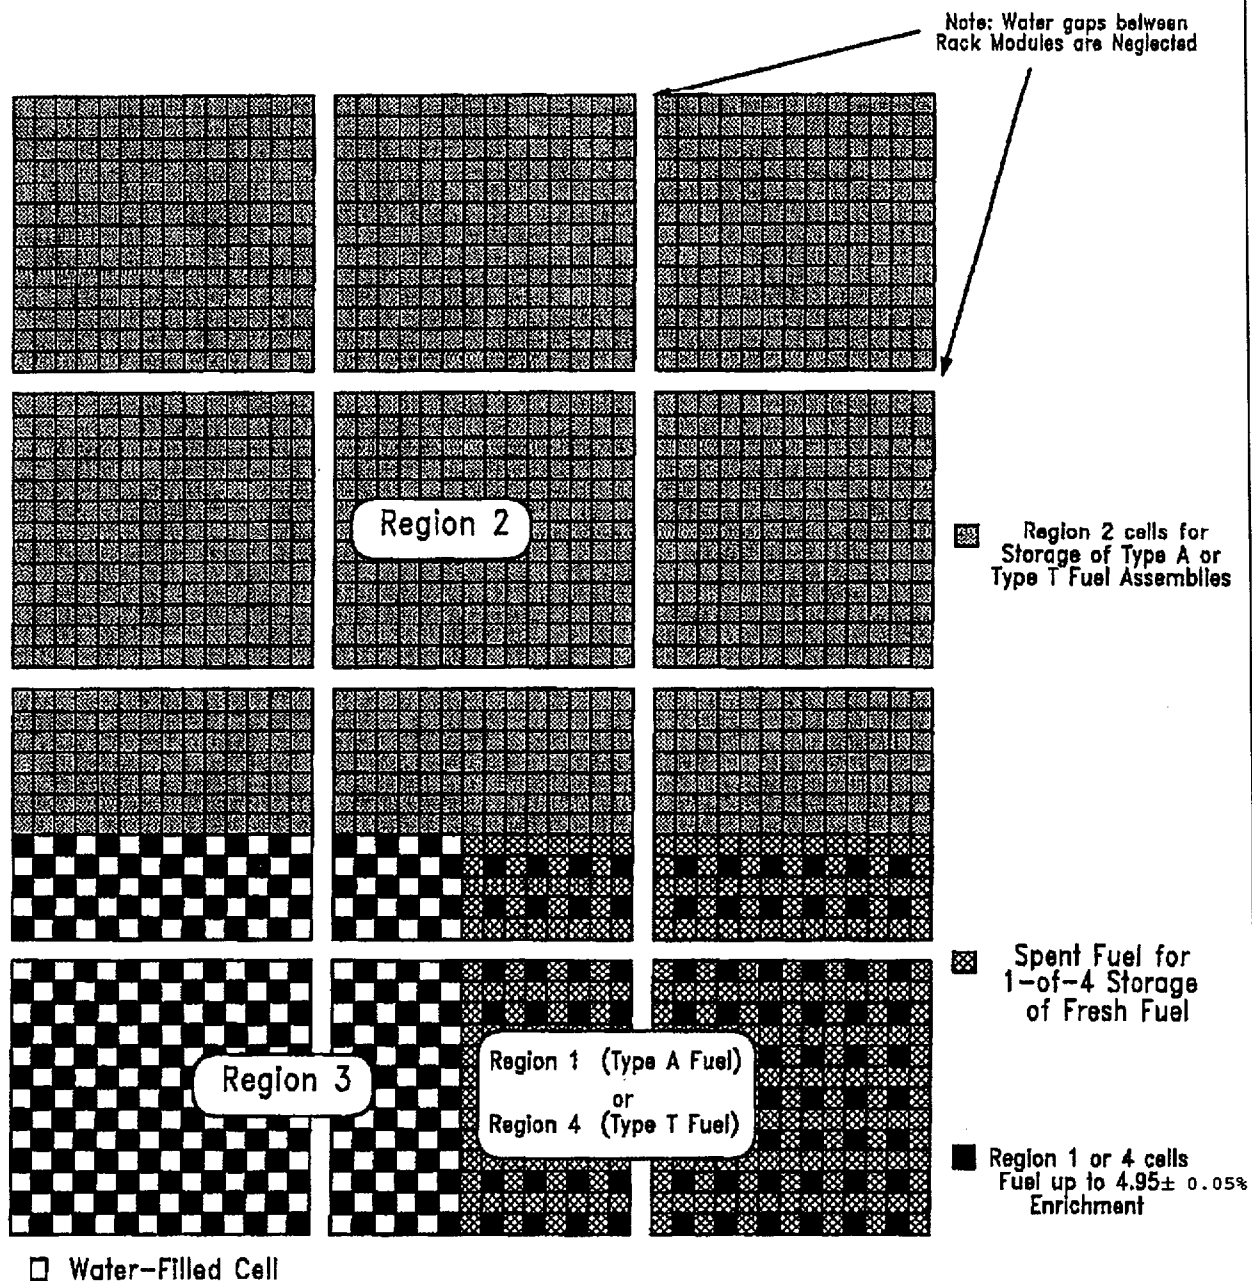 Note: Water gaps between
Rack Modules are Neglected
Region 2
Region 2 cells for
Storage of Type A or
Type T Fuel Assemblies
Spent Fuel for
1-of-4 Storage
of Fresh Fuel
Region 3
Region 1 (Type A Fuel)
or
Region 4 (Type T Fuel)
Region 1 or 4 cells
Fuel up to 4.95± 0.05%
Enrichment
Water-Filled Cell